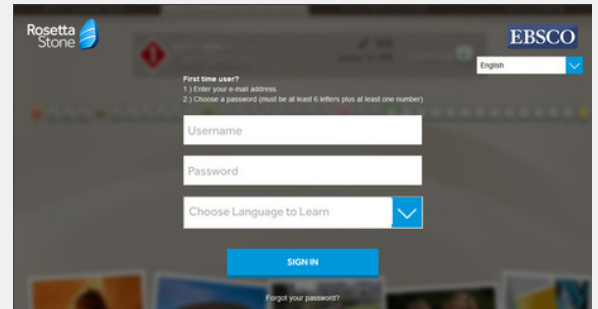 Rosetta
Stone
EBSCO
English
First time user?
1.) Enter your e-mail address.
2.) Choose a password (must be at least 6 letters plus at least one number)
Username
Password
Choose Language to Learn
SIGN IN
Forgot your password?